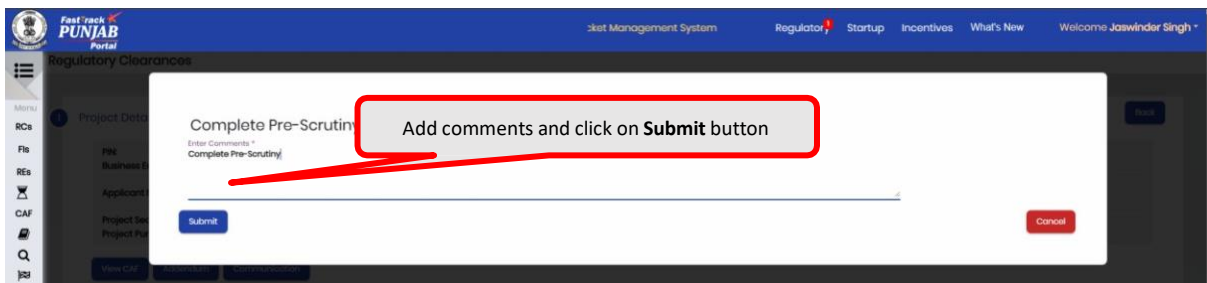 FastTrack
PUNJAB
Portal
:ket Management System
Regulatory
Startup
Incentives
What's New
Welcome Jaswinder Singh
Regulatory Clearances
Menu
RCs
FIs
REs
CAF
1
Project Deta
Back
PIN
Business E
Applicant
Project Sec
Project Pur
View CAF
Addendum
Communication
Complete Pre-Scrutiny
Enter Comments *
Complete Pre-Scrutiny
Add comments and click on Submit button
Submit
Cancel